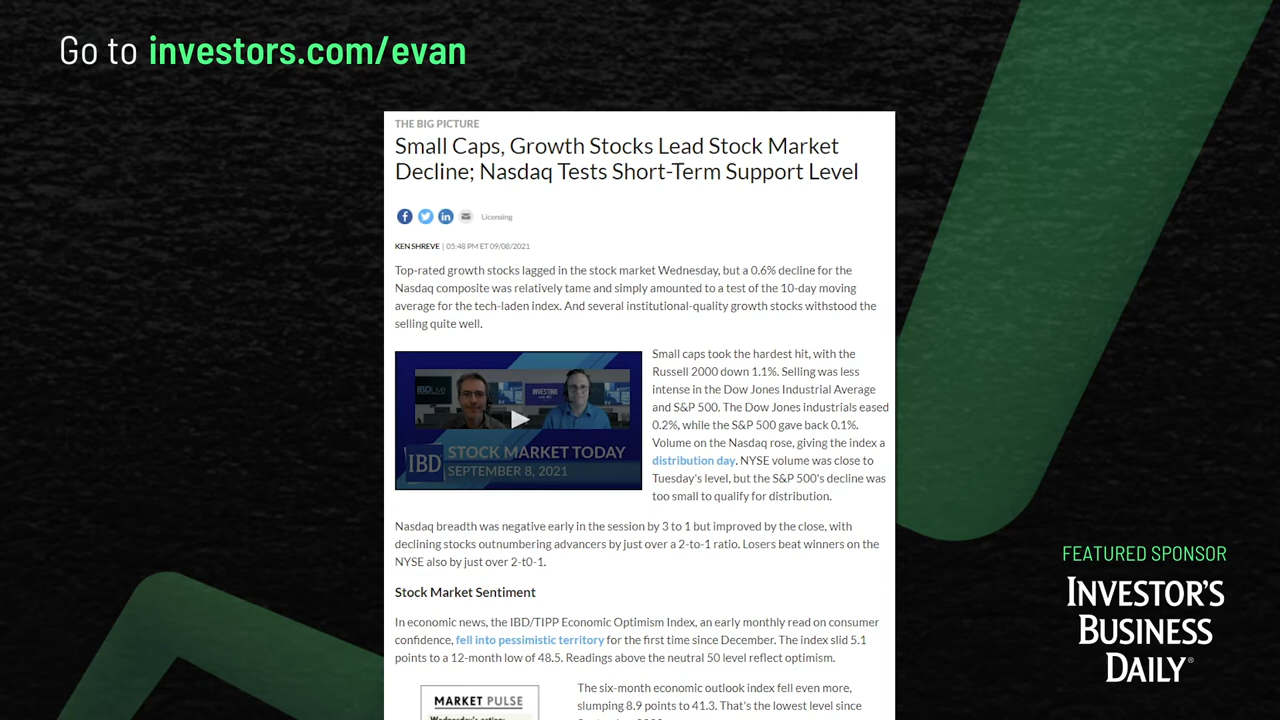 Go to investors.com/evan
THE BIG PICTURE
Small Caps, Growth Stocks Lead Stock Market
Decline; Nasdaq Tests Short-Term Support Level
Licensing
KEN SHREVE | 05:48 PM ET 09/08/2021
Top-rated growth stocks lagged in the stock market Wednesday, but a 0.6% decline for the
Nasdaq composite was relatively tame and simply amounted to a test of the 10-day moving
average for the tech-laden index. And several institutional-quality growth stocks withstood the
selling quite well.
IBDLive
INVESTING
IBD
STOCK MARKET TODAY
SEPTEMBER 8, 2021
Small caps took the hardest hit, with the
Russell 2000 down 1.1%. Selling was less
intense in the Dow Jones Industrial Average
and S&P 500. The Dow Jones industrials eased
0.2%, while the S&P 500 gave back 0.1%.
Volume on the Nasdaq rose, giving the index a
distribution day. NYSE volume was close to
Tuesday's level, but the S&P 500's decline was
too small to qualify for distribution.
Nasdaq breadth was negative early in the session by 3 to 1 but improved by the close, with
declining stocks outnumbering advancers by just over a 2-to-1 ratio. Losers beat winners on the
NYSE also by just over 2-t0-1.
Stock Market Sentiment
In economic news, the IBD/TIPP Economic Optimism Index, an early monthly read on consumer
confidence, fell into pessimistic territory for the first time since December. The index slid 5.1
points to a 12-month low of 48.5. Readings above the neutral 50 level reflect optimism.
MARKET PULSE
The six-month economic outlook index fell even more,
slumping 8.9 points to 41.3. That's the lowest level since
FEATURED SPONSOR
INVESTOR'S
BUSINESS
DAILY®